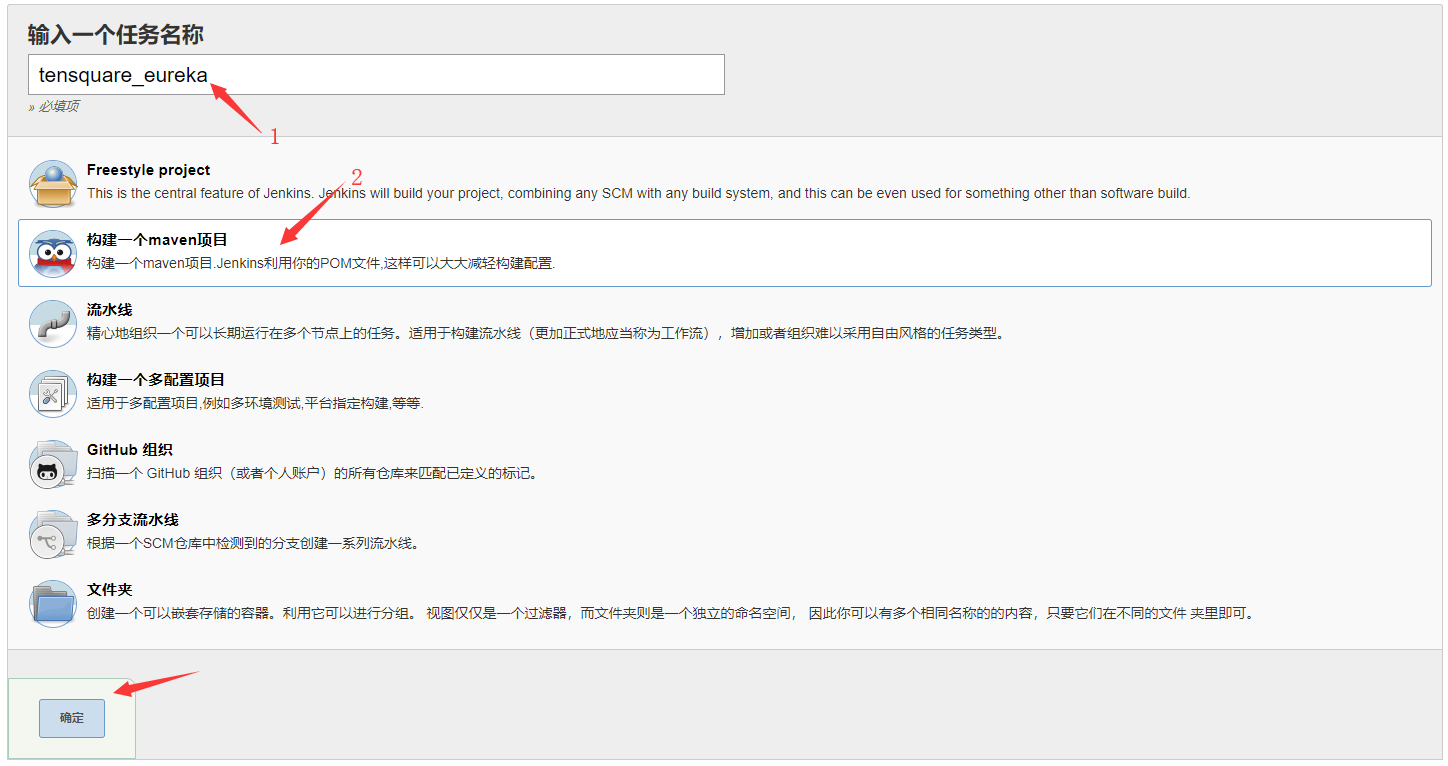 输入一个任务名称
tensquare_eureka
» 必填项
1
Freestyle project
2
This is the central feature of Jenkins. Jenkins will build your project, combining any SCM with any build system, and this can be even used for something other than software build.
构建一个maven项目
构建一个maven项目.Jenkins利用你的POM文件,这样可以大大减轻构建配置.
流水线
精心地组织一个可以长期运行在多个节点上的任务。适用于构建流水线（更加正式地应当称为工作流），增加或者组织难以采用自由风格的任务类型。
构建一个多配置项目
适用于多配置项目,例如多环境测试,平台指定构建,等等.
GitHub 组织
扫描一个 GitHub 组织（或者个人账户）的所有仓库来匹配已定义的标记。
多分支流水线
根据一个SCM仓库中检测到的分支创建一系列流水线。
文件夹
创建一个可以嵌套存储的容器。利用它可以进行分组。 视图仅仅是一个过滤器，而文件夹则是一个独立的命名空间， 因此你可以有多个相同名称的的内容，只要它们在不同的文件 夹里即可。
确定